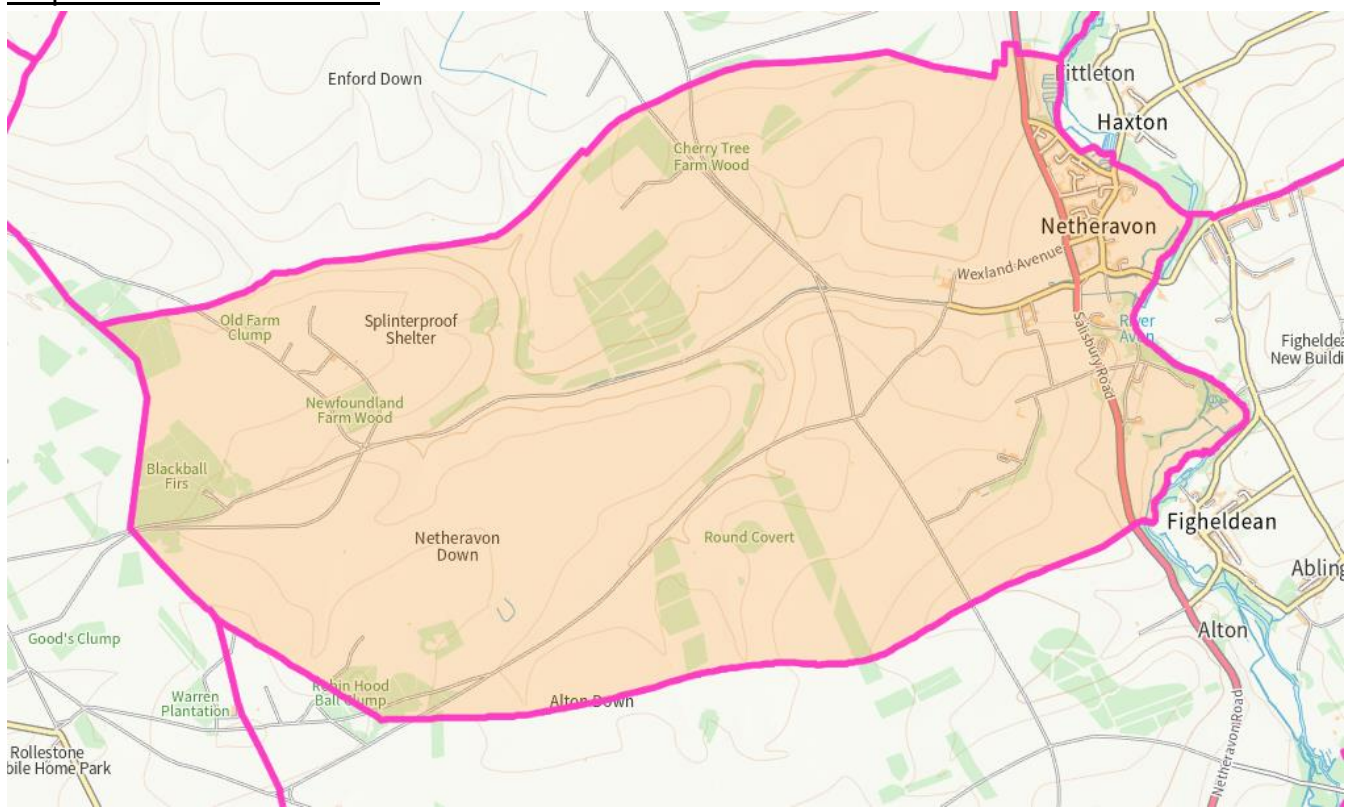 Enford Down
Fittleton
Haxton
Cherry Tree
Farm Wood
Netheravon
Wexland Avenue
Old Farm
Clump
Splinterproof
Shelter
River
Avon
Salisbury Road
Figheldea
New Buildi
Newfoundland
Farm Wood
Blackball
Firs
Netheravon
Down
Round Covert
Figheldean
Abling
Good's Clump
Alton
Warren
Plantation
Robin Hood
Ball Clump
Alton Down
Netheravon Road
Rollestone
bile Home Park